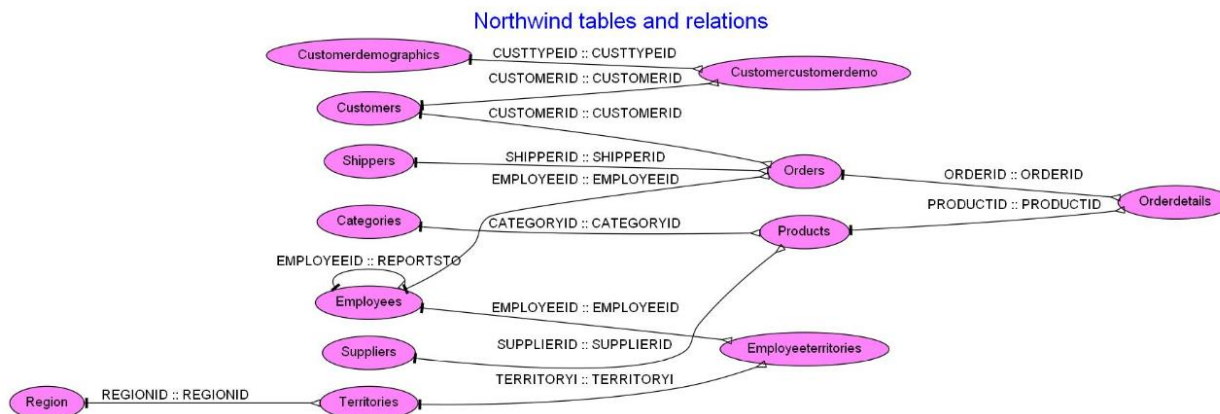 Northwind tables and relations
Customerdemographics
CUSTTYPEID :: CUSTTYPEID
Customercustomerdemo
CUSTOMERID :: CUSTOMERID
Customers
CUSTOMERID :: CUSTOMERID
Shippers
SHIPPERID :: SHIPPERID
Orders
EMPLOYEEID :: EMPLOYEEID
ORDERID :: ORDERID
Orderdetails
PRODUCTID :: PRODUCTID
Categories
CATEGORYID :: CATEGORYID
Products
EMPLOYEEID :: REPORTSTO
Employees
EMPLOYEEID :: EMPLOYEEID
Suppliers
SUPPLIERID :: SUPPLIERID
Employeeterritories
TERRITORYI :: TERRITORYI
Region
REGIONID :: REGIONID
Territories